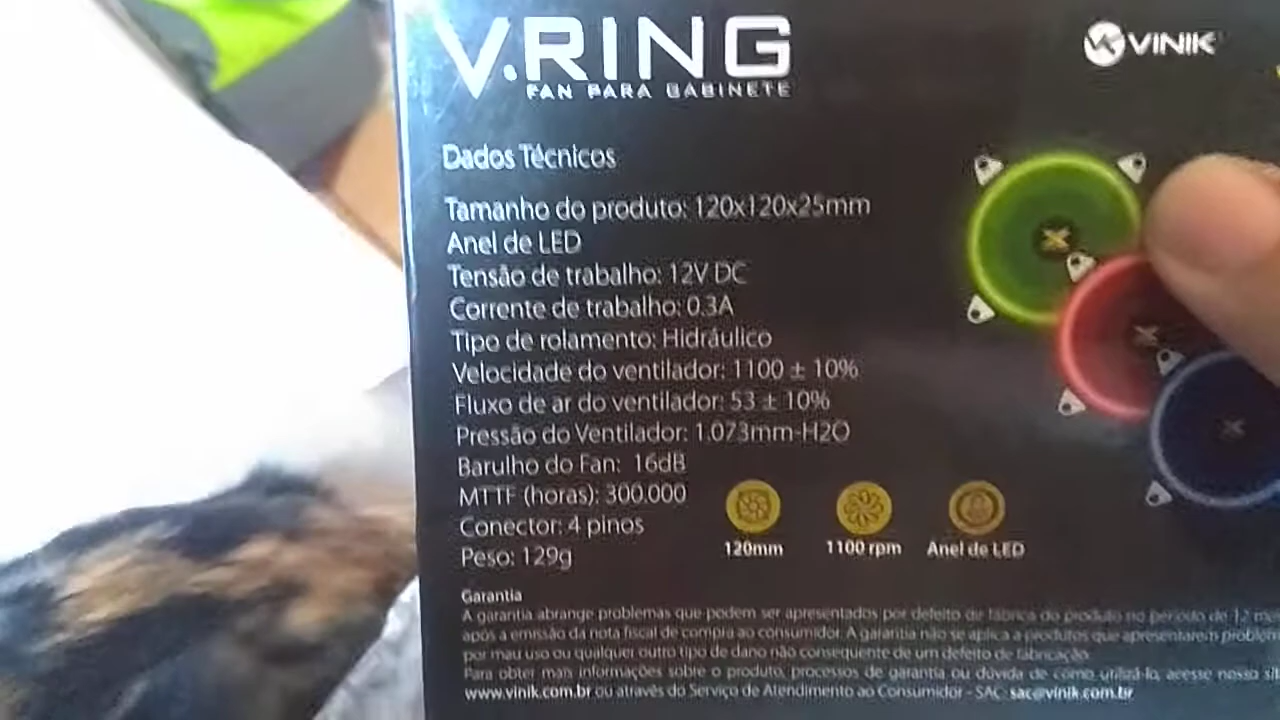 V.RING
FAN PARA GABINETE
VINIK
Dados Técnicos
Tamanho do produto: 120x120x25mm
Anel de LED
Tensão de trabalho: 12V DC
Corrente de trabalho: 0.3A
Tipo de rolamento: Hidráulico
Velocidade do ventilador: 1100 ± 10%
Fluxo de ar do ventilador: 53 ± 10%
Pressão do Ventilador: 1.073mm-H2O
Barulho do Fan: 16dB
MTTF (horas): 300.000
Conector: 4 pinos
Peso: 129g
120mm
1100 rpm
Anel de LED
Garantia
A garantia abrange problemas que podem ser apresentados por defeito de fábrica do produto no período de 12
após a emissão da nota fiscal de compra ao consumidor. A garantia não se aplica a produtos que apresentarem
por mau uso ou qualquer outro tipo de dano não consequente de um defeito de fabricação.
Para obter mais informações sobre o produto, processos de garantia ou dúvida de como utilizá-lo, acesse nosso
www.vinik.com.br ou através do Serviço de Atendimento ao Consumidor - SAC: sac@vinik.com.br